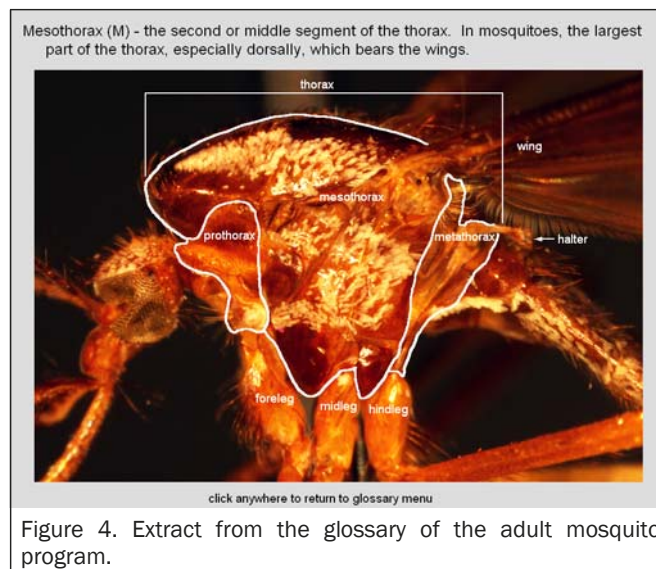 Mesothorax (M) - the second or middle segment of the thorax. In mosquitoes, the largest
part of the thorax, especially dorsally, which bears the wings.
thorax
wing
mesothorax
prothorax
metathorax
halter
foreleg
midleg
hindleg
click anywhere to return to glossary menu
Figure 4. Extract from the glossary of the adult mosquito
program.